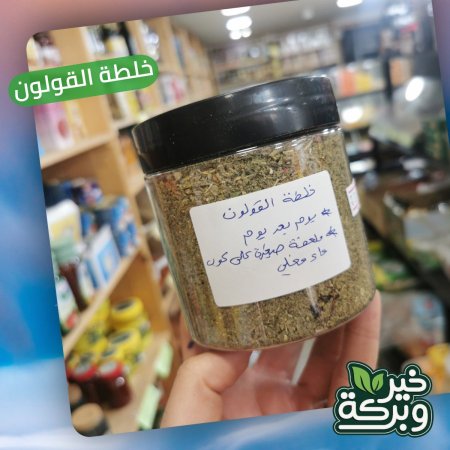 خلطة القولون
خلطة القولون
* يوم بعد يوم
* ملعقة صغيرة على كوب
ماء مغلي
خير
وبركة